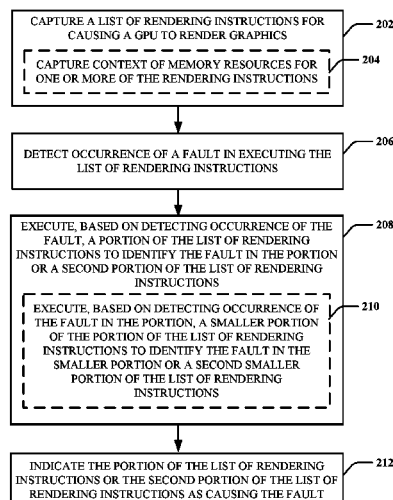 CAPTURE A LIST OF RENDERING INSTRUCTIONS FOR
CAUSING A GPU TO RENDER GRAPHICS
202
CAPTURE CONTEXT OF MEMORY RESOURCES FOR
ONE OR MORE OF THE RENDERING INSTRUCTIONS
204
DETECT OCCURRENCE OF A FAULT IN EXECUTING THE
LIST OF RENDERING INSTRUCTIONS
206
EXECUTE, BASED ON DETECTING OCCURRENCE OF THE
FAULT, A PORTION OF THE LIST OF RENDERING
INSTRUCTIONS TO IDENTIFY THE FAULT IN THE PORTION
OR A SECOND PORTION OF THE LIST OF RENDERING
INSTRUCTIONS
208
EXECUTE, BASED ON DETECTING OCCURRENCE OF
THE FAULT IN THE PORTION, A SMALLER PORTION
OF THE PORTION OF THE LIST OF RENDERING
INSTRUCTIONS TO IDENTIFY THE FAULT IN THE
SMALLER PORTION OR A SECOND SMALLER
PORTION OF THE LIST OF RENDERING
INSTRUCTIONS
210
INDICATE THE PORTION OF THE LIST OF RENDERING
INSTRUCTIONS OR THE SECOND PORTION OF THE LIST OF
RENDERING INSTRUCTIONS AS CAUSING THE FAULT
212